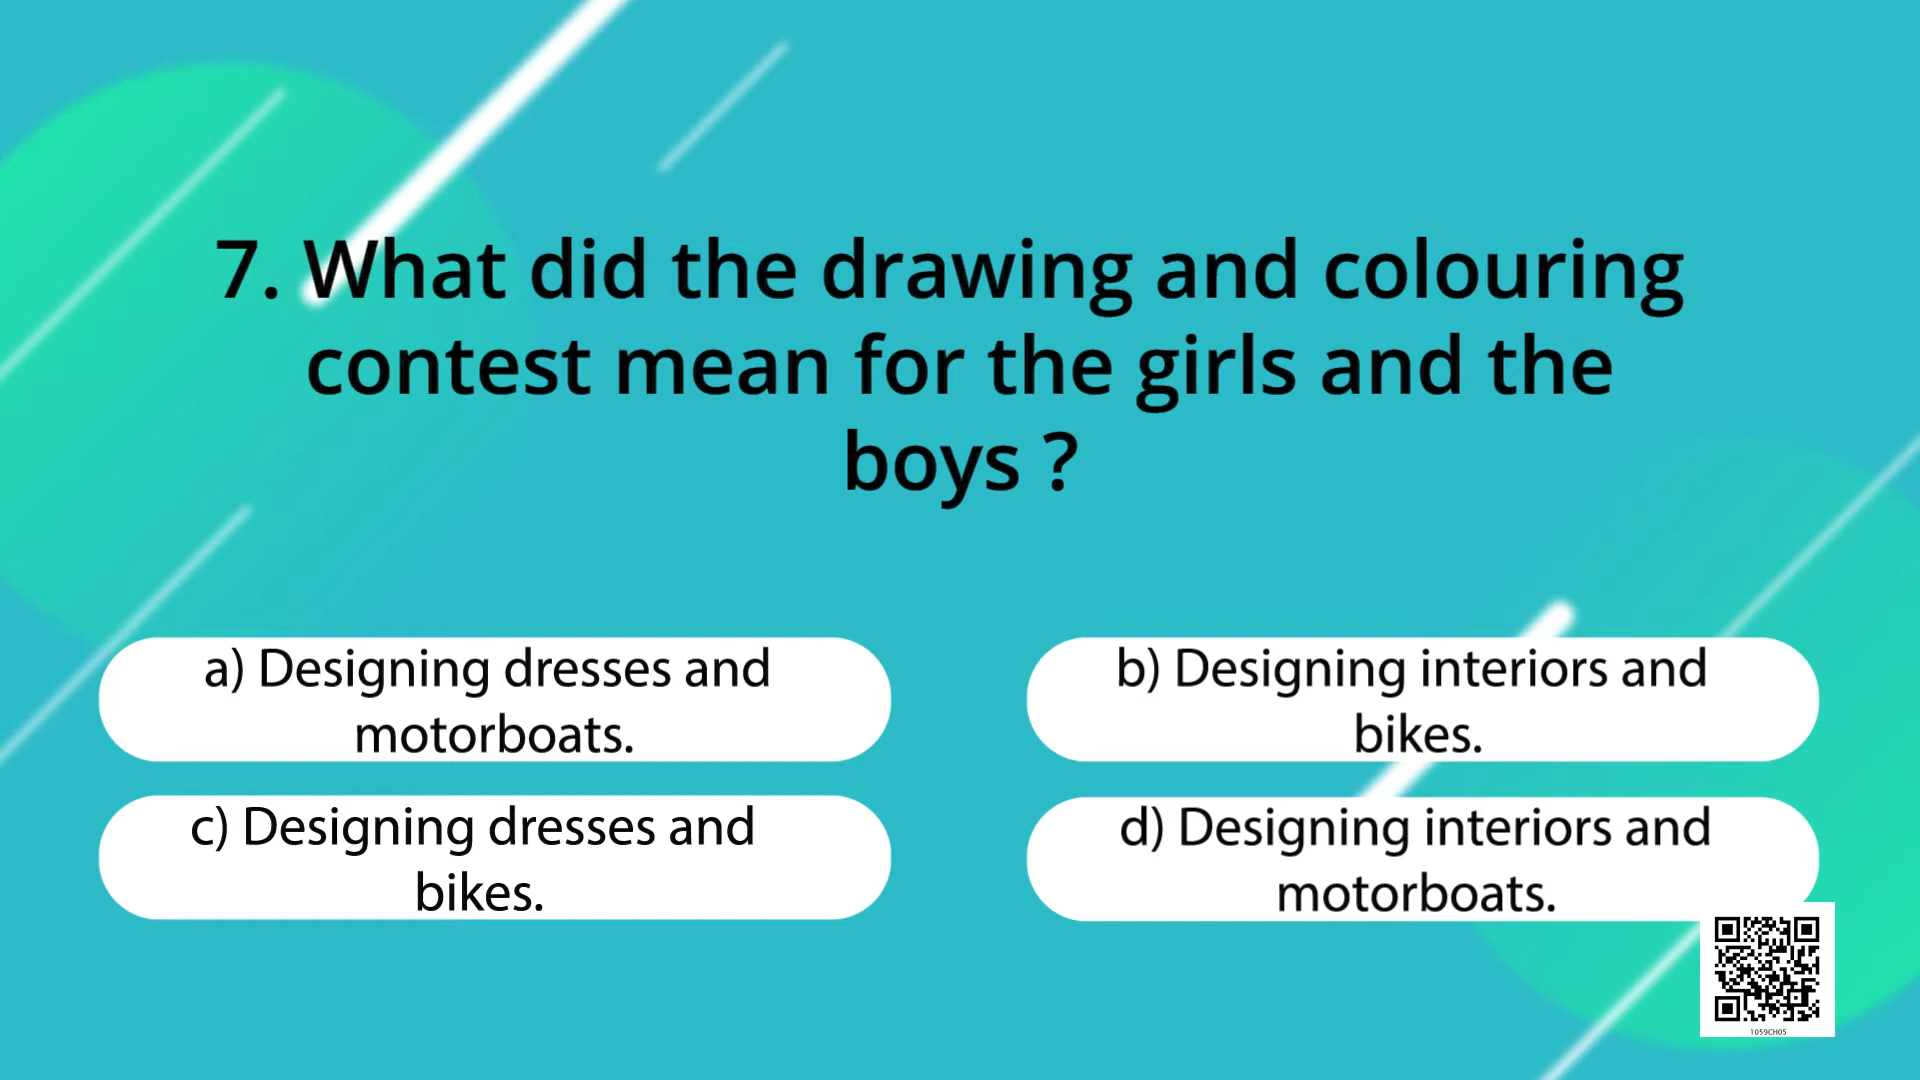 7. What did the drawing and colouring
contest mean for the girls and the
boys ?
a) Designing dresses and
motorboats.
b) Designing interiors and
bikes.
c) Designing dresses and
bikes.
d) Designing interiors and
motorboats.
1059CH05